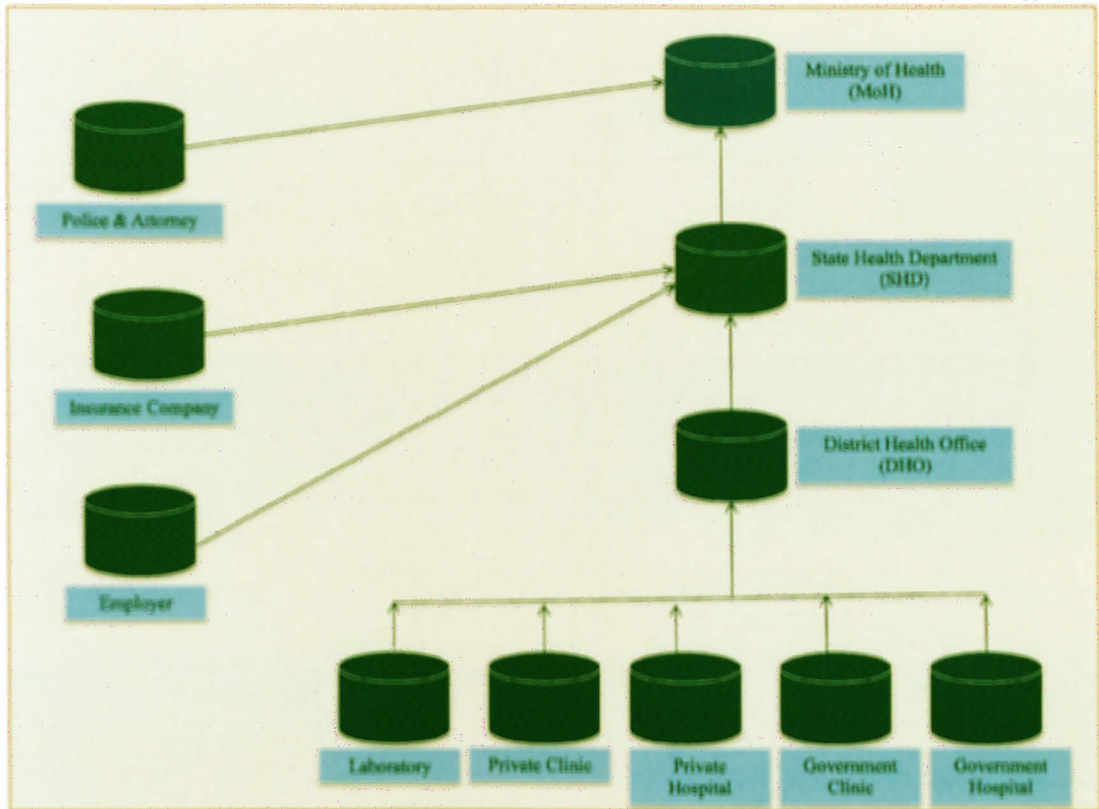 Ministry of Health
(MoH)
Police & Attorney
State Health Department
(SHD)
Insurance Company
District Health Office
(DHO)
Employer
Laboratory
Private Clinic
Private
Hospital
Government
Clinic
Government
Hospital